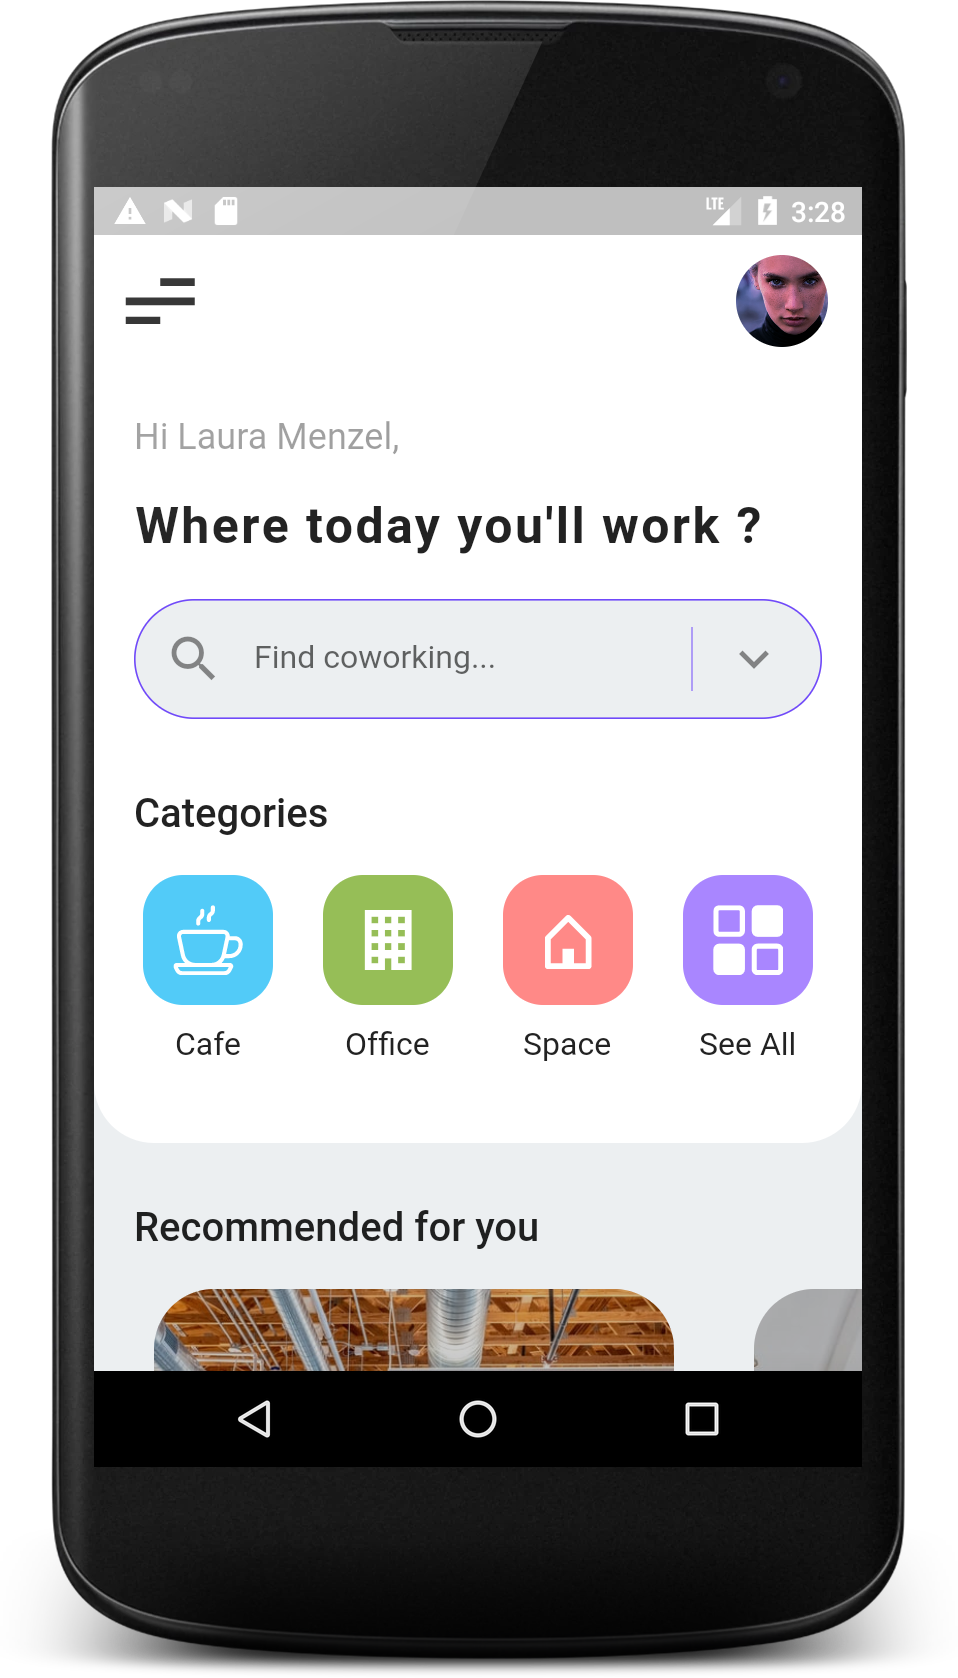 LTE 3:28
Hi Laura Menzel,
Where today you'll work ?
Find coworking...
Categories
Cafe Office Space See All
Recommended for you